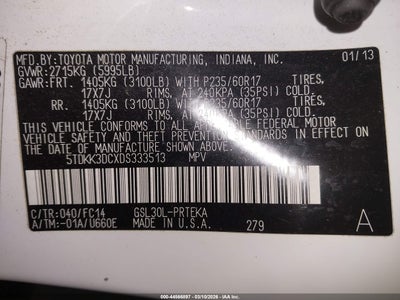 MFD.BY:TOYOTA MOTOR MANUFACTURING, INDIANA, INC. 01/13
GVWR:2715KG (5995LB)
GAWR:FRT. 1405KG (3100LB) WITH P235/60R17 TIRES,
17X7J RIMS, AT 240KPA (35PSI) COLD.
RR. 1405KG (3100LB) WITH P235/60R17 TIRES,
17X7J RIMS, AT 240KPA (35PSI) COLD.
THIS VEHICLE CONFORMS TO ALL APPLICABLE FEDERAL MOTOR
VEHICLE SAFETY AND THEFT PREVENTION STANDARDS IN
EFFECT ON THE DATE OF MANUFACTURE SHOWN ABOVE.
5TDKK3DCXDS333513 MPV
C/TR:040/FC14 GSL30L-PRTEKA
A/TM:-01A/U660E MADE IN U.S.A. 279 A
000-44566097 - 03/10/2026 - IAA Inc.